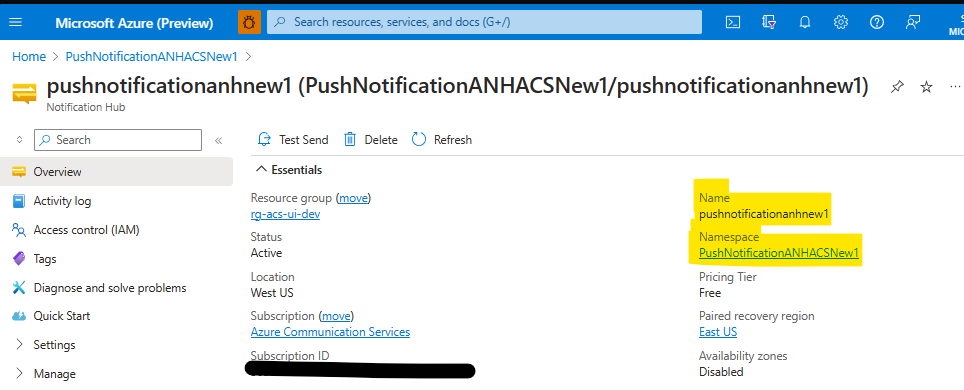 Microsoft Azure (Preview)
Search resources, services, and docs (G+/)
MIC
Home > PushNotificationANHACSNew1 >
pushnotificationanhnew1 (PushNotificationANHACSNew1/pushnotificationanhnew1)
Notification Hub
Search
Overview
Activity log
Access control (IAM)
Tags
Diagnose and solve problems
Quick Start
Settings
Manage
Test Send
Delete
Refresh
Essentials
Resource group (move)
rg-acs-ui-dev
Status
Active
Location
West US
Subscription (move)
Azure Communication Services
Subscription ID
Name
pushnotificationanhnew1
Namespace
PushNotificationANHACSNew1
Pricing Tier
Free
Paired recovery region
East US
Availability zones
Disabled